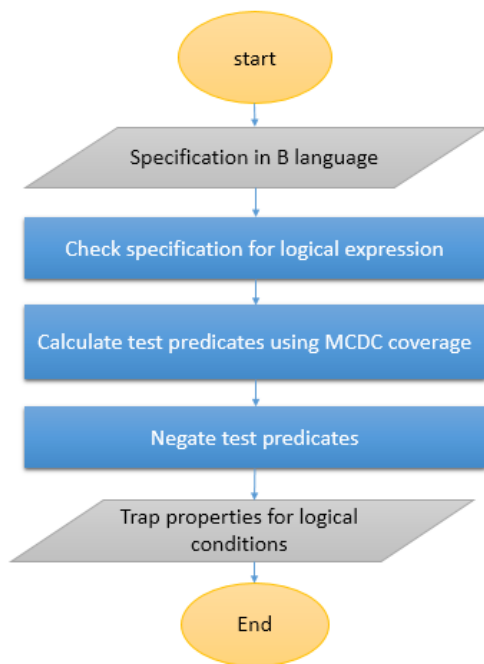 start
Specification in B language
Check specification for logical expression
Calculate test predicates using MCDC coverage
Negate test predicates
Trap properties for logical
conditions
End